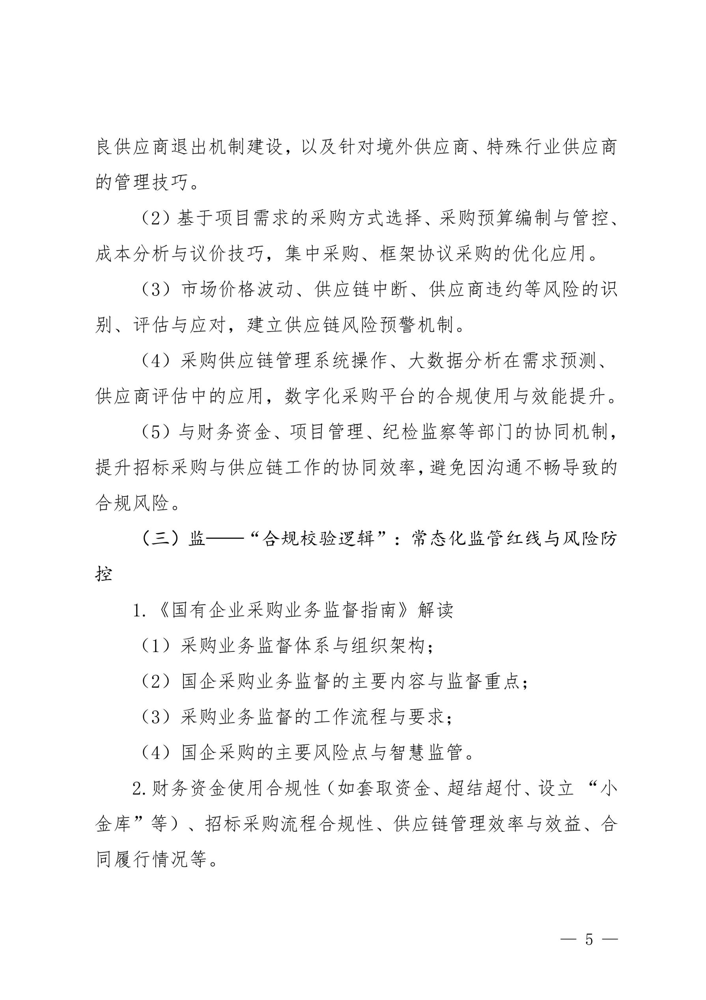 良供应商退出机制建设，以及针对境外供应商、特殊行业供应商
的管理技巧。
（2）基于项目需求的采购方式选择、采购预算编制与管控、
成本分析与议价技巧，集中采购、框架协议采购的优化应用。
（3）市场价格波动、供应链中断、供应商违约等风险的识
别、评估与应对，建立供应链风险预警机制。
（4）采购供应链管理系统操作、大数据分析在需求预测、
供应商评估中的应用，数字化采购平台的合规使用与效能提升。
（5）与财务资金、项目管理、纪检监察等部门的协同机制，
提升招标采购与供应链工作的协同效率，避免因沟通不畅导致的
合规风险。
（三）监——“合规校验逻辑”：常态化监管红线与风险防
控
1.《国有企业采购业务监督指南》解读
（1）采购业务监督体系与组织架构；
（2）国企采购业务监督的主要内容与监督重点；
（3）采购业务监督的工作流程与要求；
（4）国企采购的主要风险点与智慧监管。
2.财务资金使用合规性（如套取资金、超结超付、设立 “小
金库”等）、招标采购流程合规性、供应链管理效率与效益、合
同履行情况等。
— 5 —